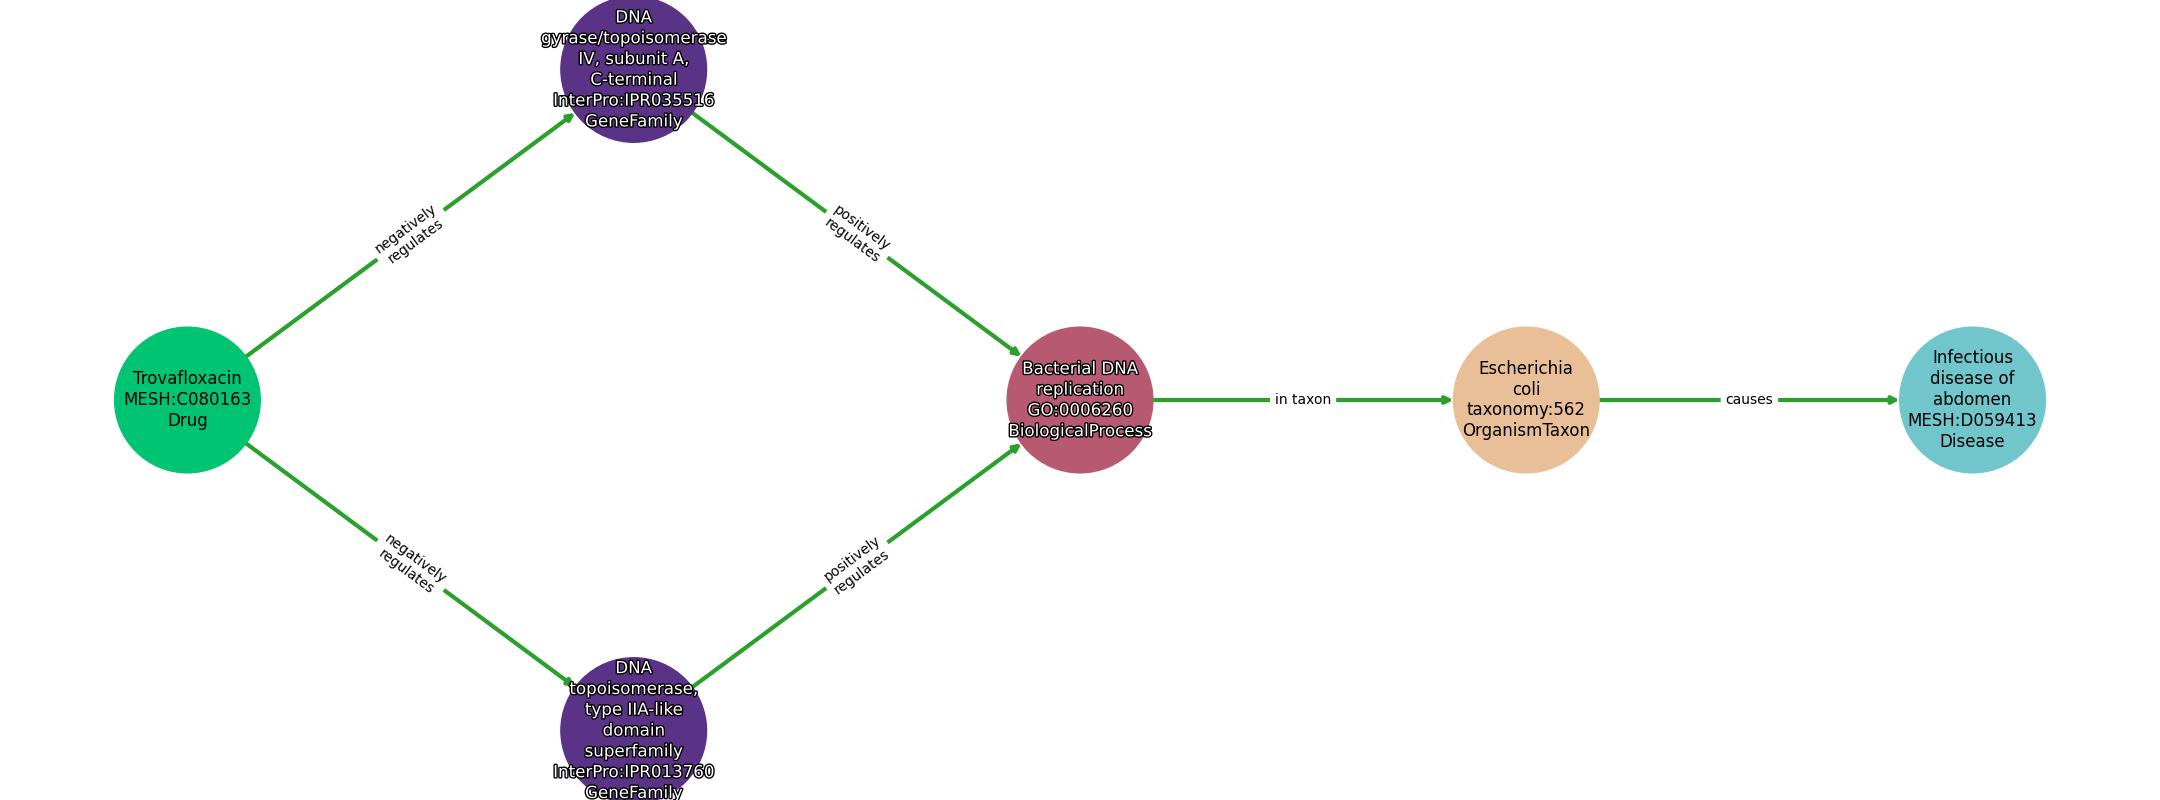 DNA
gyrase/topoisomerase
IV, subunit A,
C-terminal
InterPro:IPR035516
GeneFamily
negatively
regulates
positively
regulates
Trovafloxacin
MESH:C080163
Drug
Bacterial DNA
replication
GO:0006260
BiologicalProcess
in taxon
Escherichia
coli
taxonomy:562
OrganismTaxon
causes
Infectious
disease of
abdomen
MESH:D059413
Disease
negatively
regulates
positively
regulates
DNA
topoisomerase,
type IIA-like
domain
superfamily
InterPro:IPR013760
GeneFamily